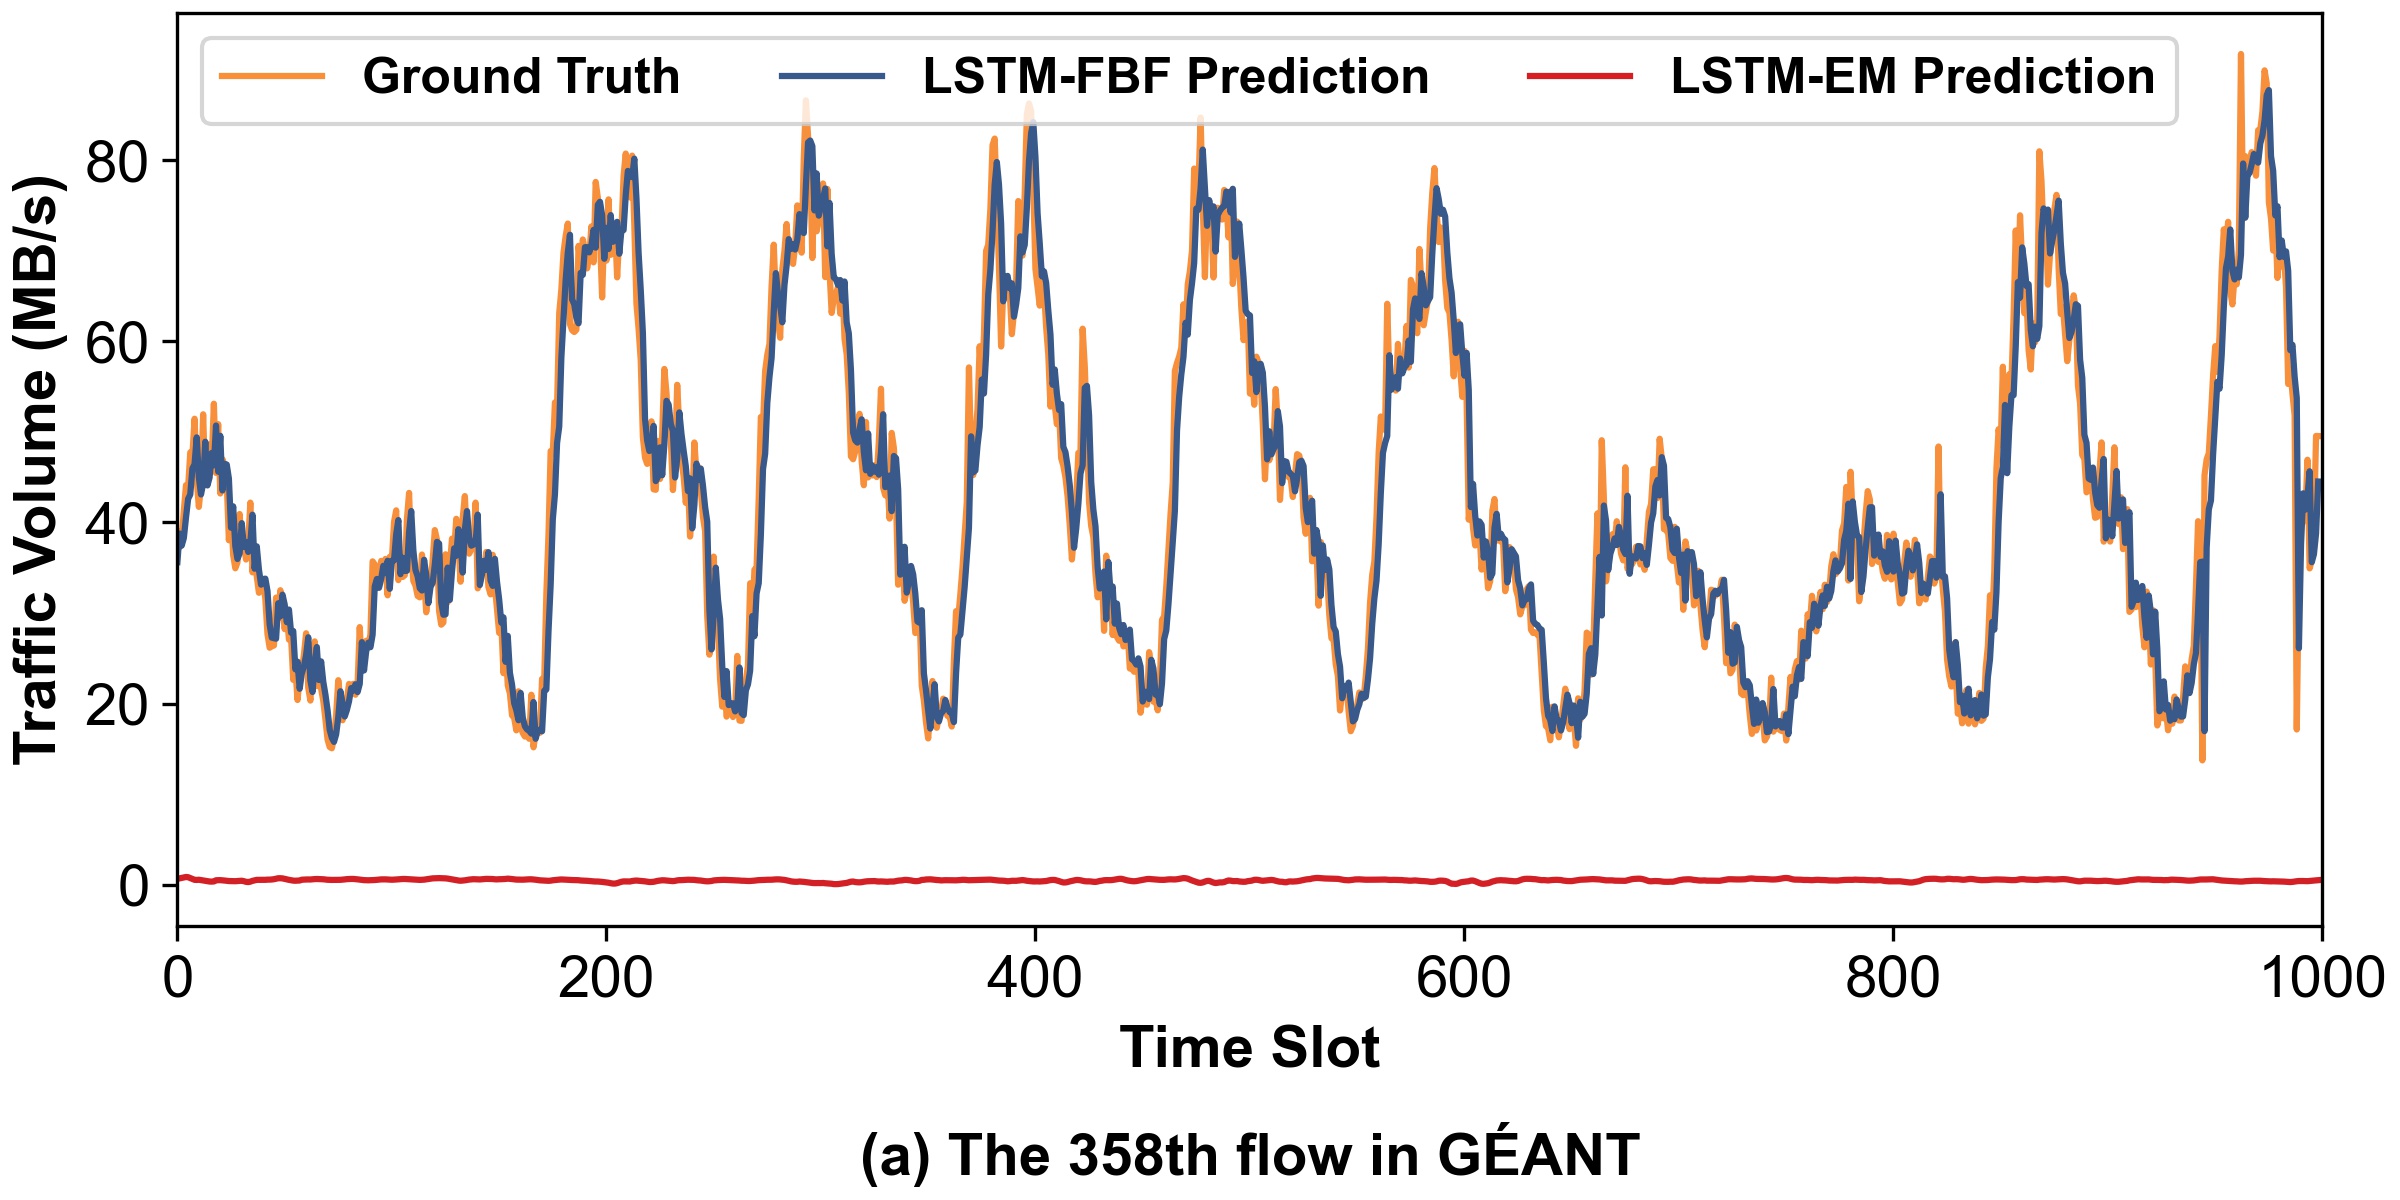 Ground Truth LSTM-FBF Prediction LSTM-EM Prediction
Traffic Volume (MB/s)
80
60
40
20
0
0 200 400 600 800 1000
Time Slot
(a) The 358th flow in GÉANT